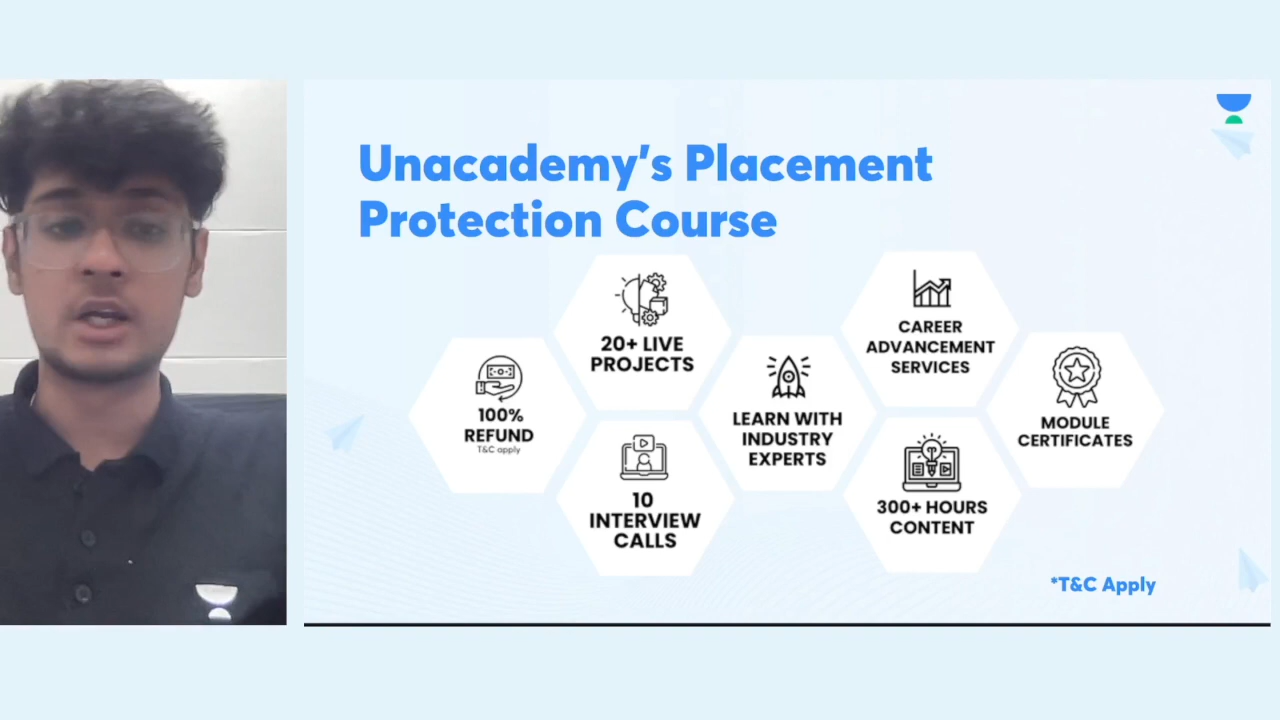 Unacademy's Placement
Protection Course
100%
REFUND
T&C apply
20+ LIVE
PROJECTS
10
INTERVIEW
CALLS
LEARN WITH
INDUSTRY
EXPERTS
CAREER
ADVANCEMENT
SERVICES
300+ HOURS
CONTENT
MODULE
CERTIFICATES
*T&C Apply